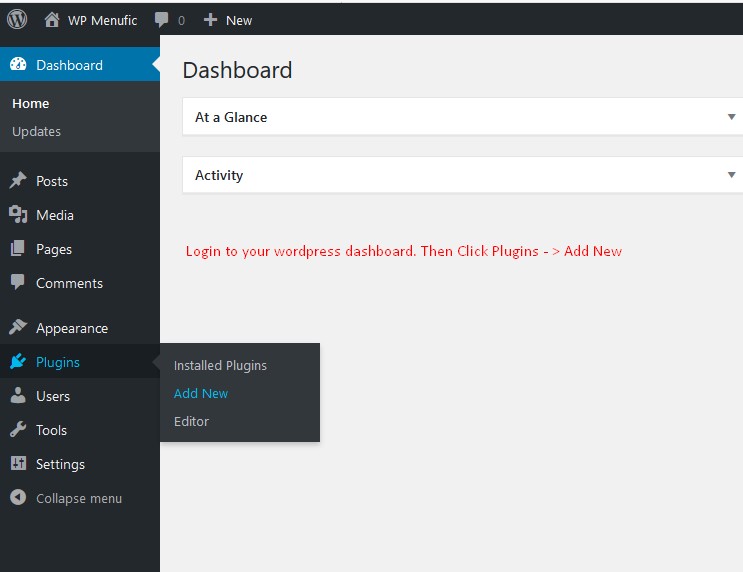 WP Menufic 0 New
Dashboard
Home
Updates
Posts
Media
Pages
Comments
Appearance
Plugins
Users
Tools
Settings
Collapse menu
Installed Plugins
Add New
Editor
Dashboard
At a Glance
Activity
Login to your wordpress dashboard. Then Click Plugins - > Add New